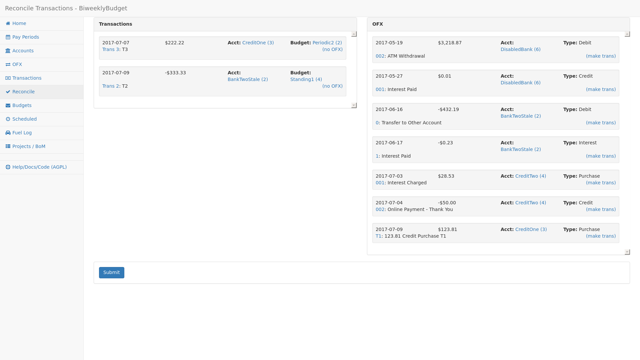 Reconcile Transactions - BiweeklyBudget
Home
Pay Periods
Accounts
OFX
Transactions
Reconcile
Budgets
Scheduled
Fuel Log
Projects / BoM
Help/Docs/Code (AGPL)
Transactions
2017-07-07 $222.22 Acct: CreditOne (3) Budget: Periodic2 (2)
Trans 3: T3 (no OFX)
2017-07-09 -$333.33 Acct: BankTwoStale (2) Budget: Standing1 (4)
Trans 2: T2 (no OFX)
OFX
2017-05-19 $3,218.87 Acct: DisabledBank (6) Type: Debit
002: ATM Withdrawal (make trans)
2017-05-27 $0.01 Acct: DisabledBank (6) Type: Credit
001: Interest Paid (make trans)
2017-06-16 -$432.19 Acct: BankTwoStale (2) Type: Debit
0: Transfer to Other Account (make trans)
2017-06-17 -$0.23 Acct: BankTwoStale (2) Type: Interest
1: Interest Paid (make trans)
2017-07-03 $28.53 Acct: CreditTwo (4) Type: Purchase
001: Interest Charged (make trans)
2017-07-04 -$50.00 Acct: CreditTwo (4) Type: Credit
002: Online Payment - Thank You (make trans)
2017-07-09 $123.81 Acct: CreditOne (3) Type: Purchase
T1: 123.81 Credit Purchase T1 (make trans)
Submit